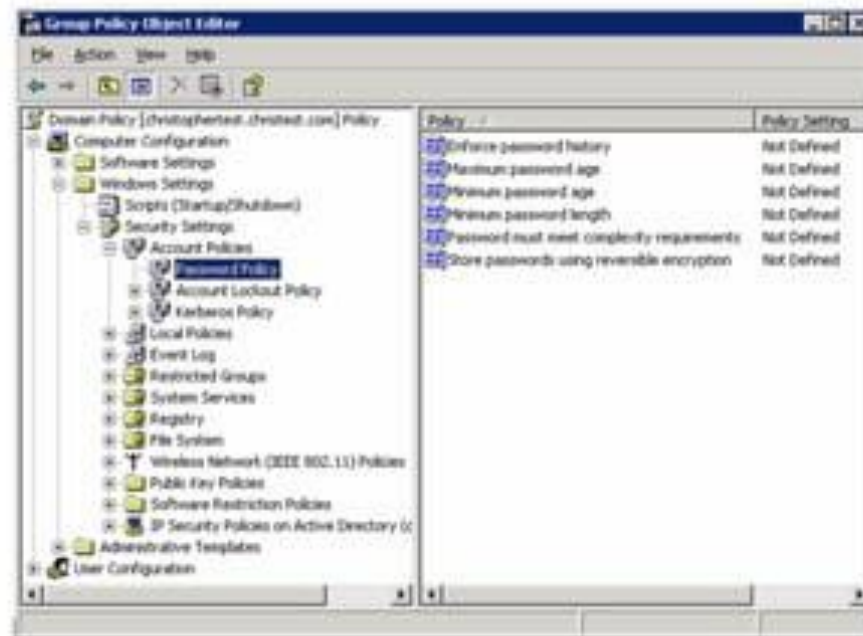 Group Policy Object Editor
File Action View Help
Domain Policy [christophertest.christest.com] Policy
Computer Configuration
Software Settings
Windows Settings
Scripts (Startup/Shutdown)
Security Settings
Account Policies
Password Policy
Account Lockout Policy
Kerberos Policy
Local Policies
Event Log
Restricted Groups
System Services
Registry
File System
Wireless Network (IEEE 802.11) Policies
Public Key Policies
Software Restriction Policies
IP Security Policies on Active Directory (c
Administrative Templates
User Configuration
Policy Policy Setting
Enforce password history Not Defined
Maximum password age Not Defined
Minimum password age Not Defined
Minimum password length Not Defined
Password must meet complexity requirements Not Defined
Store passwords using reversible encryption Not Defined